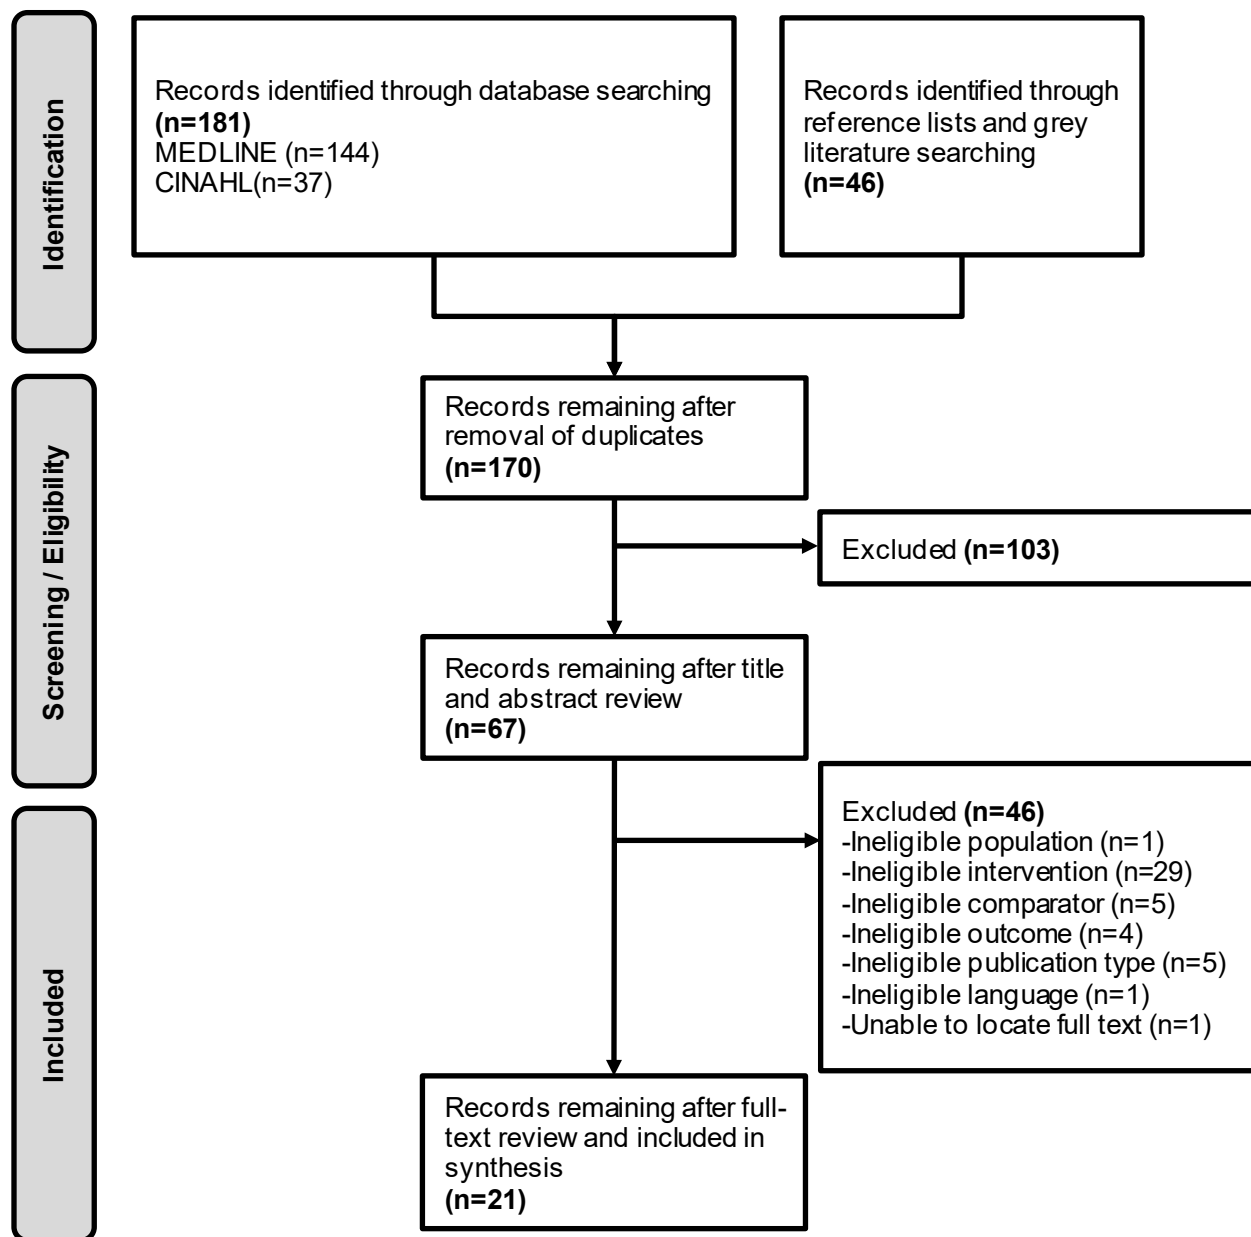 Identification
Records identified through database searching
(n=181)
MEDLINE (n=144)
CINAHL(n=37)
Records identified through
reference lists and grey
literature searching
(n=46)
Screening / Eligibility
Records remaining after
removal of duplicates
(n=170)
Excluded (n=103)
Records remaining after title
and abstract review
(n=67)
Included
Excluded (n=46)
-Ineligible population (n=1)
-Ineligible intervention (n=29)
-Ineligible comparator (n=5)
-Ineligible outcome (n=4)
-Ineligible publication type (n=5)
-Ineligible language (n=1)
-Unable to locate full text (n=1)
Records remaining after full-
text review and included in
synthesis
(n=21)